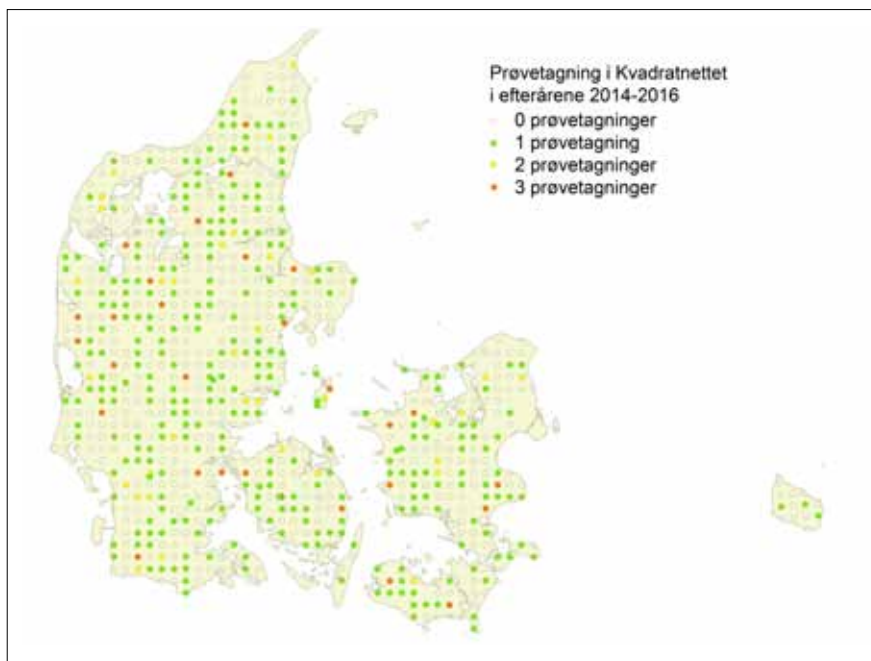 Prøvetagning i Kvadratnettet
i efterårene 2014-2016
0 prøvetagninger
1 prøvetagning
2 prøvetagninger
3 prøvetagninger